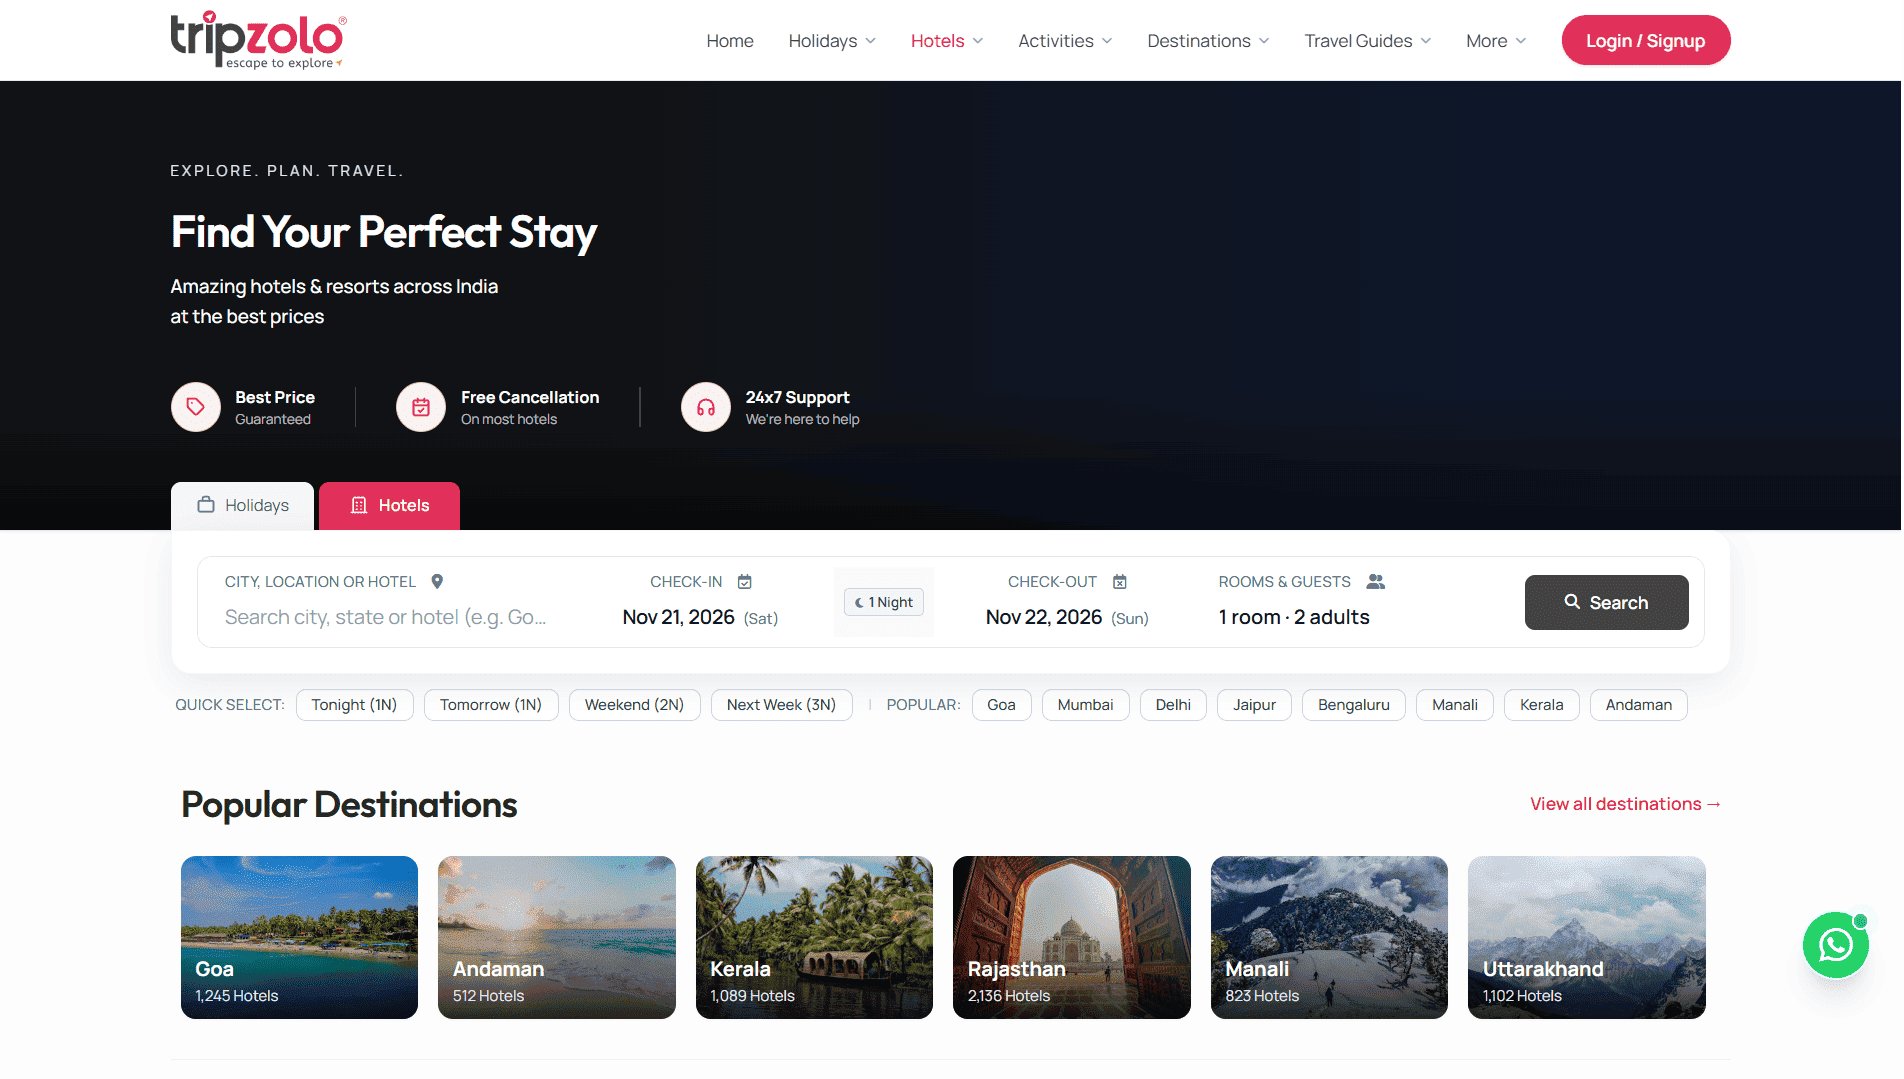 tripzolo®
escape to explore
Home
Holidays
Hotels
Activities
Destinations
Travel Guides
More
Login / Signup
EXPLORE. PLAN. TRAVEL.
Find Your Perfect Stay
Amazing hotels & resorts across India
at the best prices
Best Price
Guaranteed
Free Cancellation
On most hotels
24x7 Support
We're here to help
Holidays
Hotels
CITY, LOCATION OR HOTEL
Search city, state or hotel (e.g. Go...
CHECK-IN
Nov 21, 2026 (Sat)
1 Night
CHECK-OUT
Nov 22, 2026 (Sun)
ROOMS & GUESTS
1 room · 2 adults
Search
QUICK SELECT:
Tonight (1N)
Tomorrow (1N)
Weekend (2N)
Next Week (3N)
POPULAR:
Goa
Mumbai
Delhi
Jaipur
Bengaluru
Manali
Kerala
Andaman
Popular Destinations
View all destinations →
Goa
1,245 Hotels
Andaman
512 Hotels
Kerala
1,089 Hotels
Rajasthan
2,136 Hotels
Manali
823 Hotels
Uttarakhand
1,102 Hotels